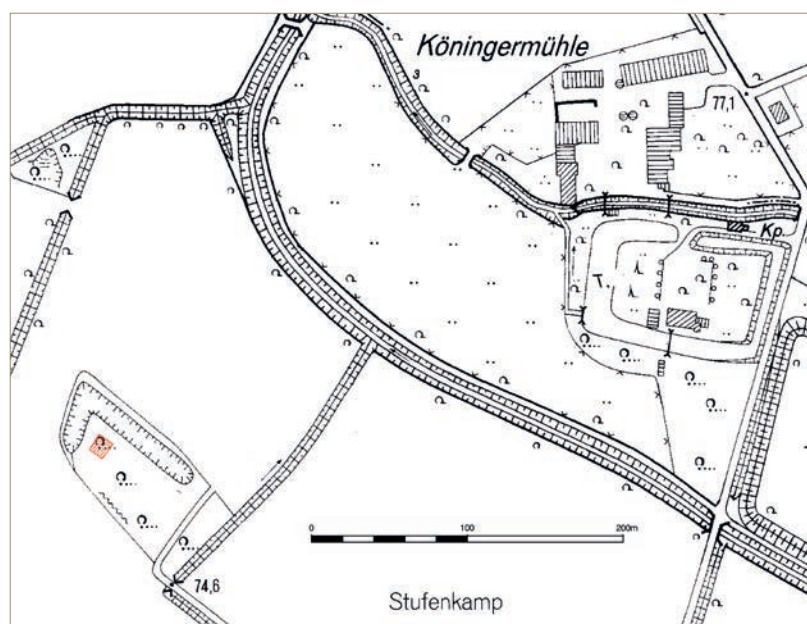 Köningermühle
3
77,1
Kp.
T.
0 100 200m
74,6
Stufenkamp